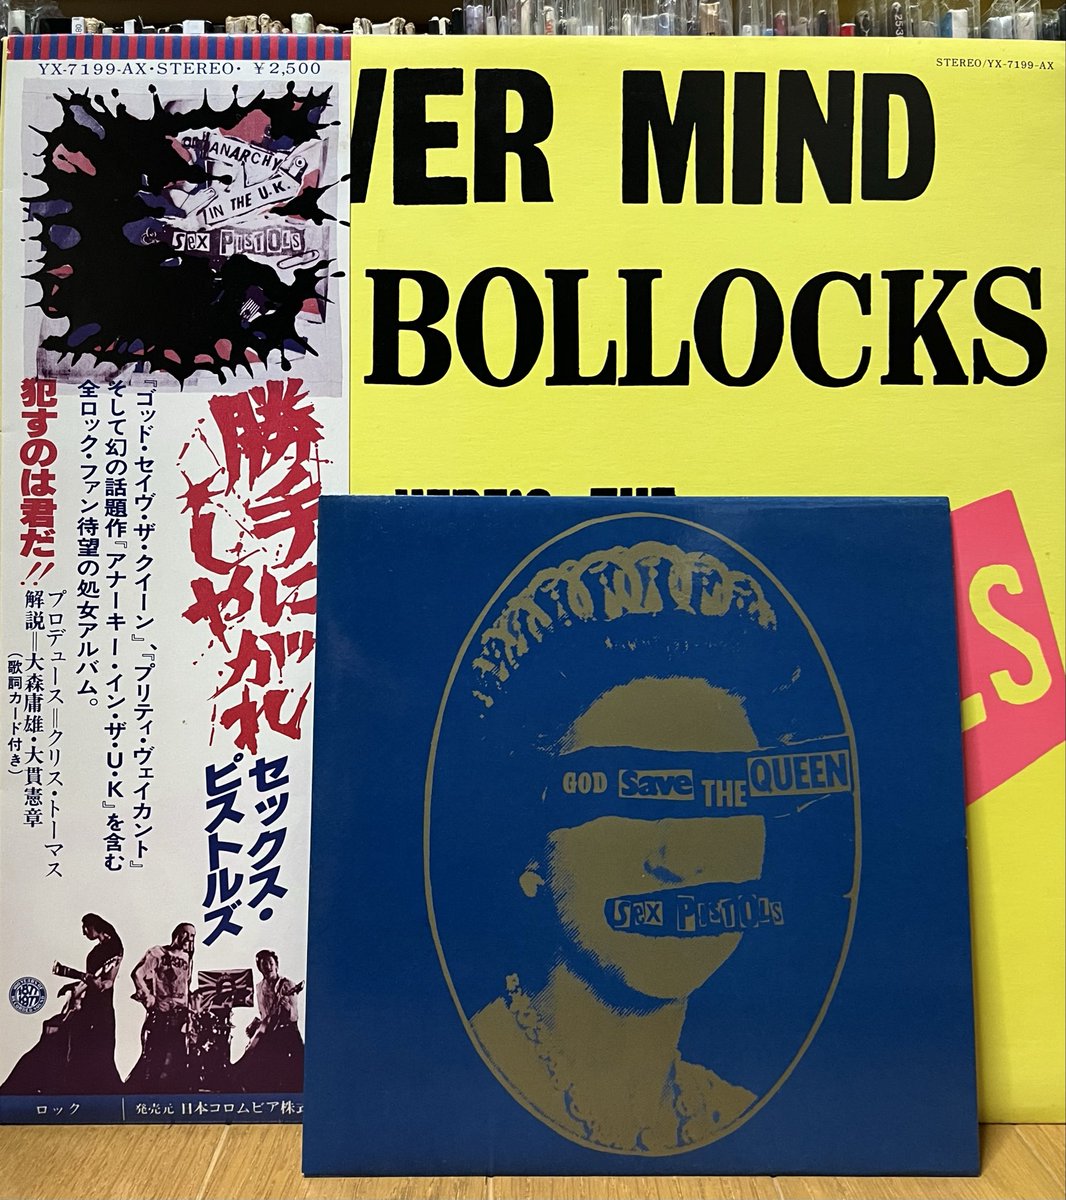 YX-7199-AX・STEREO・ ¥2,500
ANARCHY
IN THE U.K.
SEX PISTOLS
勝手にしやがれ
セックス・
ピストルズ
『ゴッド・セイヴ・ザ・クイーン』、『プリティ・ヴェイカント』
そして幻の話題作『アナーキー・イン・ザ・U・K』を含む
全ロック・ファン待望の処女アルバム。
犯すのは君だ!!
プロデュース＝クリス・トーマス
解説＝大森庸雄・大貫憲章
(歌詞カード付き)
1877
1977
ロック
発売元 日本コロムビア株式
STEREO/YX-7199-AX
VER MIND
BOLLOCKS
HERE'S THE
LS
GOD Save THE QUEEN
SEX PISTOLS